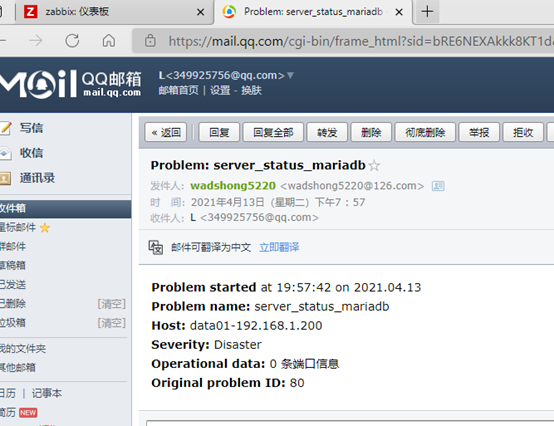 zabbix: 仪表板
Problem: server_status_mariadb
https://mail.qq.com/cgi-bin/frame_html?sid=bRE6NEXAkkk8KT1d
Mail QQ邮箱
mail.qq.com
L<349925756@qq.com>
邮箱首页 | 设置 - 换肤
写信
收信
通讯录
收件箱
星标邮件
群邮件
草稿箱
已发送
已删除 [清空]
垃圾箱 [清空]
我的文件夹
其他邮箱
日历 | 记事本
简历 NEW
« 返回 回复 回复全部 转发 删除 彻底删除 举报 拒收
Problem: server_status_mariadb
发件人: wadshong5220 <wadshong5220@126.com>
时 间: 2021年4月13日（星期二）下午7：57
收件人: L <349925756@qq.com>
邮件可翻译为中文 立即翻译
Problem started at 19:57:42 on 2021.04.13
Problem name: server_status_mariadb
Host: data01-192.168.1.200
Severity: Disaster
Operational data: 0 条端口信息
Original problem ID: 80